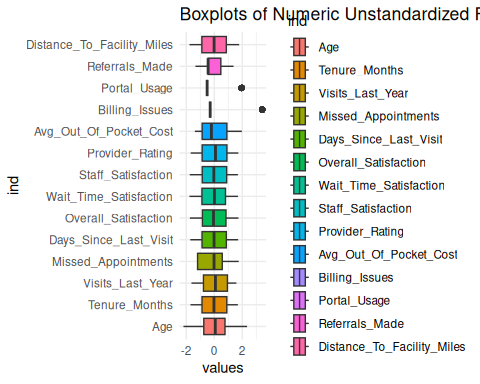 Boxplots of Numeric Unstandardized F
ind
Distance_To_Facility_Miles
Referrals_Made
Portal_Usage
Billing_Issues
Avg_Out_Of_Pocket_Cost
Provider_Rating
Staff_Satisfaction
Wait_Time_Satisfaction
Overall_Satisfaction
Days_Since_Last_Visit
Missed_Appointments
Visits_Last_Year
Tenure_Months
Age
-2 0 2
values
ind
Age
Tenure_Months
Visits_Last_Year
Missed_Appointments
Days_Since_Last_Visit
Overall_Satisfaction
Wait_Time_Satisfaction
Staff_Satisfaction
Provider_Rating
Avg_Out_Of_Pocket_Cost
Billing_Issues
Portal_Usage
Referrals_Made
Distance_To_Facility_Miles